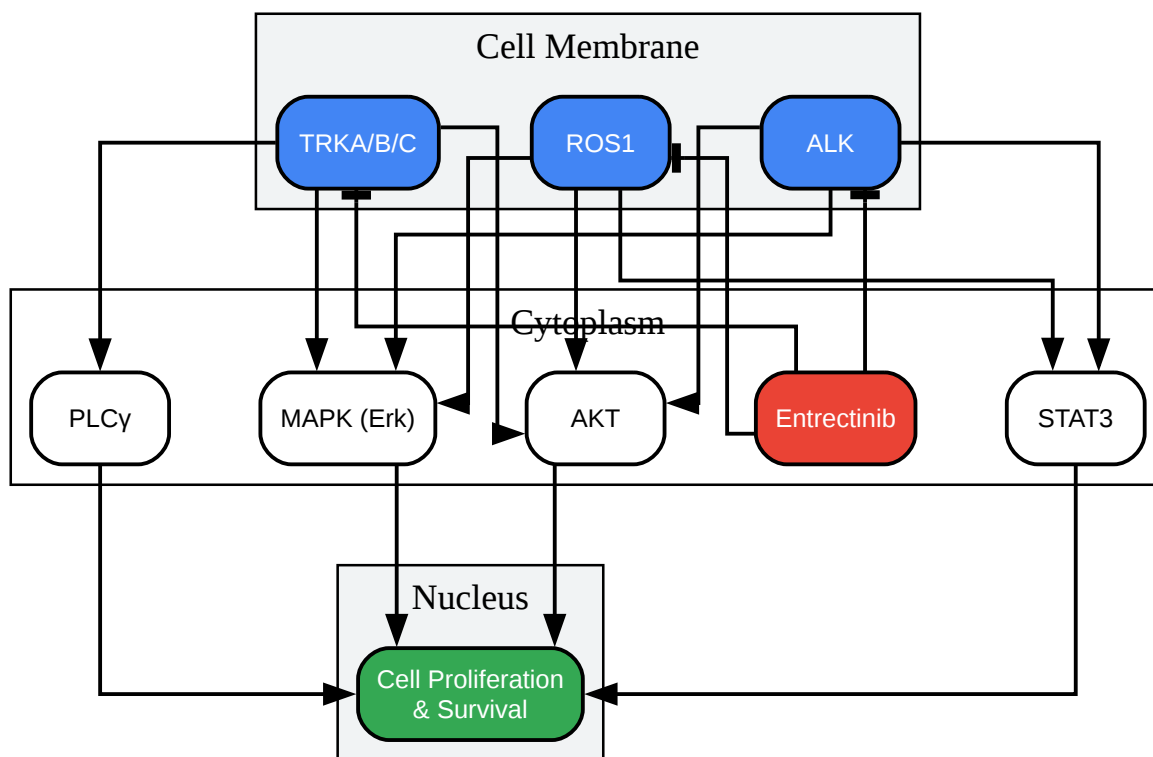 Cell Membrane
TRKA/B/C
ROS1
ALK
Cytoplasm
PLCγ
MAPK (Erk)
AKT
Entrectinib
STAT3
Nucleus
Cell Proliferation
& Survival